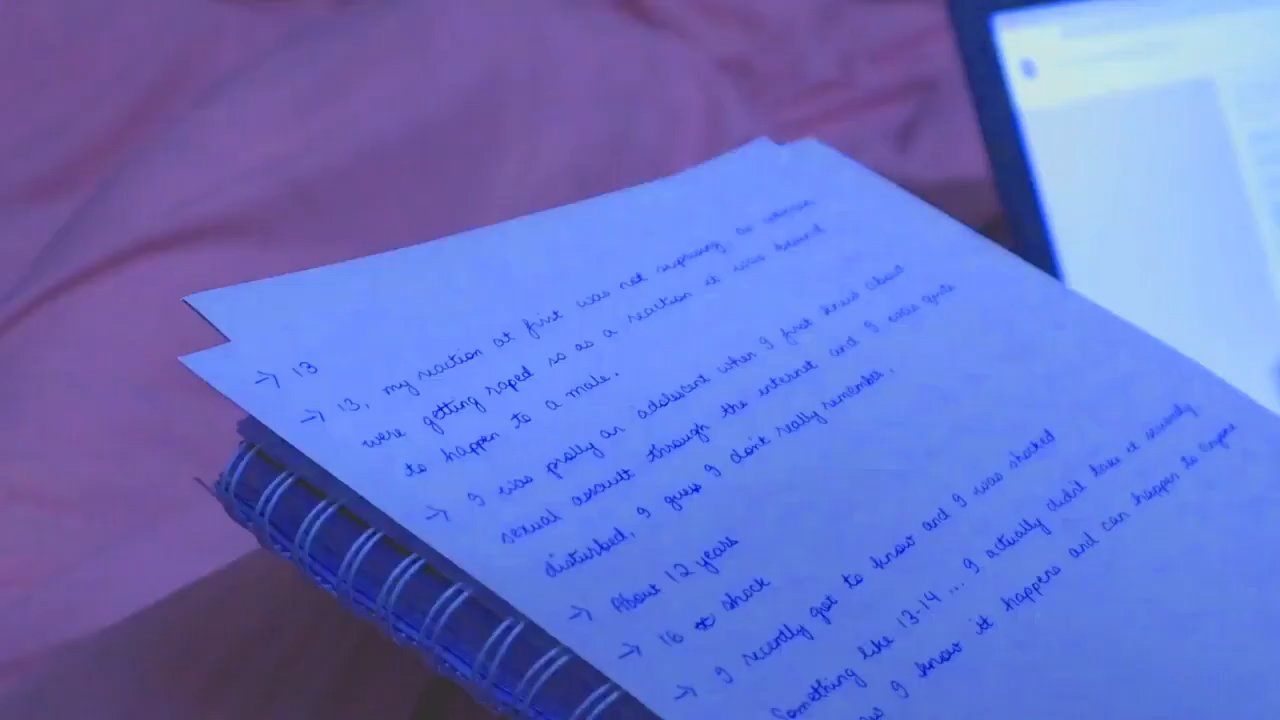 → 13
→ 13, my reaction at first was not suprising, as women
were getting raped so as a reaction it was bound
to happen to a male.
→ I was prolly an adolescent when I first knew about
sexual assault through the internet and I was quite
disturbed, I guess I don't really remember.
→ About 12 years
→ 16 shock
→ I recently got to know and I was shocked
Something like 13-14 ... I actually didn't take it seriously
I know it happens and can happen to anyone